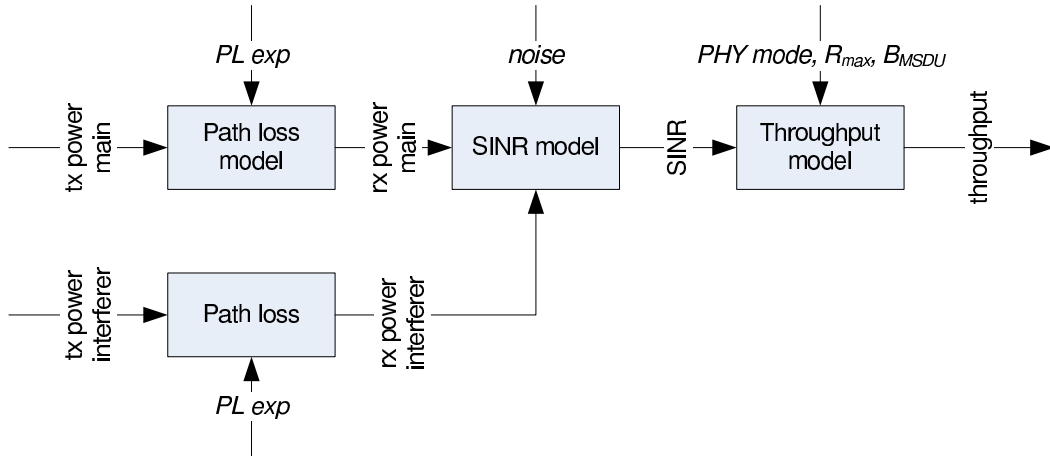 PL exp
noise
PHY mode, Rmax, BMSDU
tx power
main
Path loss
model
rx power
main
SINR model
SINR
Throughput
model
throughput
tx power
interferer
Path loss
rx power
interferer
PL exp